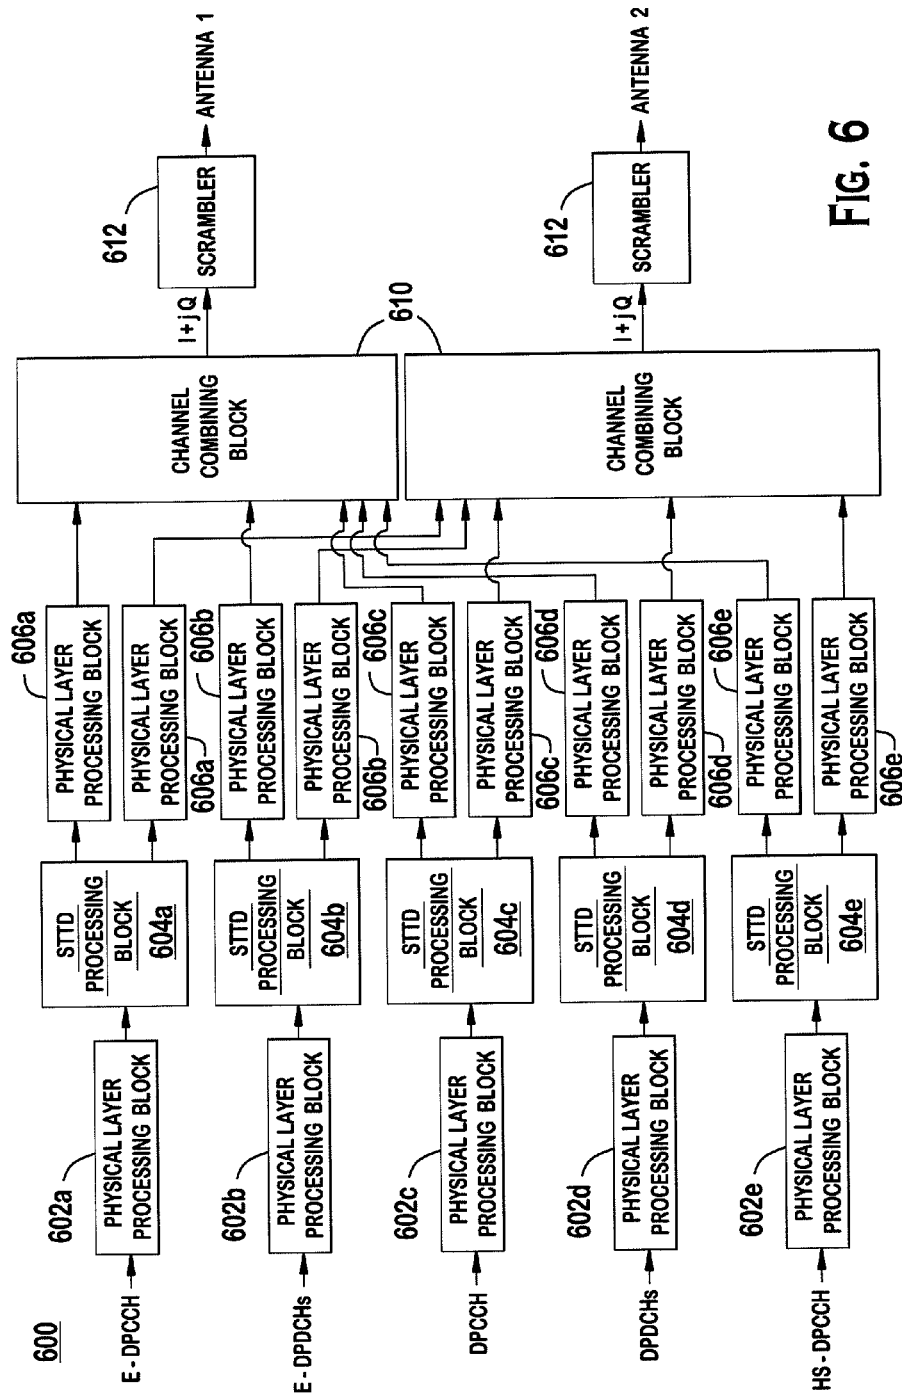 600
E-DPCCH
602a
PHYSICAL LAYER
PROCESSING BLOCK
STTD
PROCESSING
BLOCK
604a
606a
PHYSICAL LAYER
PROCESSING BLOCK
PHYSICAL LAYER
PROCESSING BLOCK
606a
E-DPDCHs
602b
PHYSICAL LAYER
PROCESSING BLOCK
STTD
PROCESSING
BLOCK
604b
606b
PHYSICAL LAYER
PROCESSING BLOCK
PHYSICAL LAYER
PROCESSING BLOCK
606b
DPCCH
602c
PHYSICAL LAYER
PROCESSING BLOCK
STTD
PROCESSING
BLOCK
604c
606c
PHYSICAL LAYER
PROCESSING BLOCK
PHYSICAL LAYER
PROCESSING BLOCK
606c
DPDCHs
602d
PHYSICAL LAYER
PROCESSING BLOCK
STTD
PROCESSING
BLOCK
604d
606d
PHYSICAL LAYER
PROCESSING BLOCK
PHYSICAL LAYER
PROCESSING BLOCK
606d
HS-DPCCH
602e
PHYSICAL LAYER
PROCESSING BLOCK
STTD
PROCESSING
BLOCK
604e
606e
PHYSICAL LAYER
PROCESSING BLOCK
PHYSICAL LAYER
PROCESSING BLOCK
606e
CHANNEL
COMBINING
BLOCK
610
CHANNEL
COMBINING
BLOCK
I+jQ
612
SCRAMBLER
ANTENNA 1
I+jQ
612
SCRAMBLER
ANTENNA 2
FIG. 6